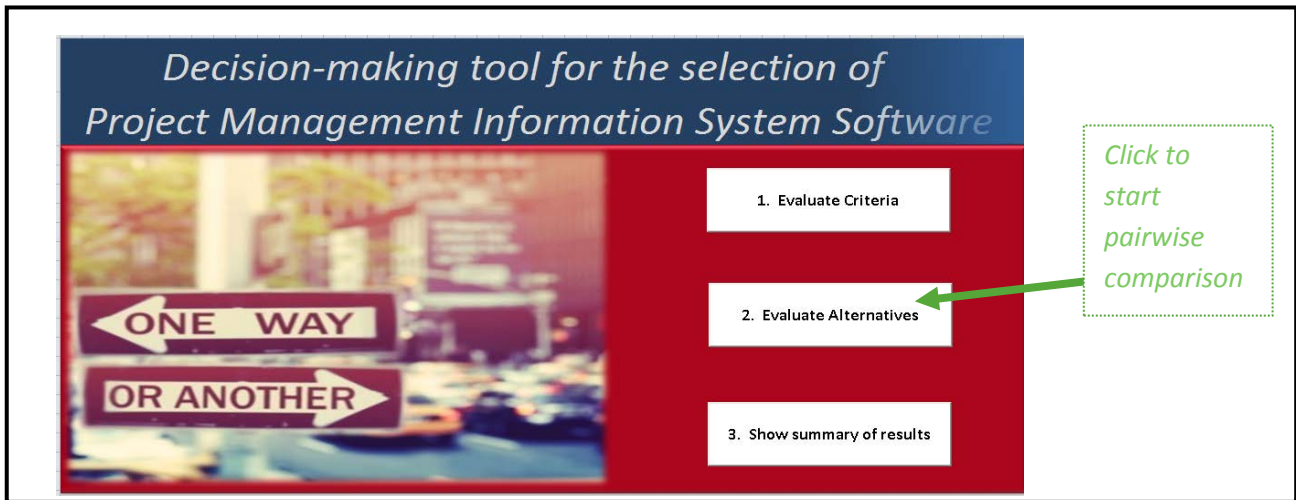 Decision-making tool for the selection of
Project Management Information System Software
1. Evaluate Criteria
2. Evaluate Alternatives
3. Show summary of results
ONE WAY
OR ANOTHER
Click to
start
pairwise
comparison